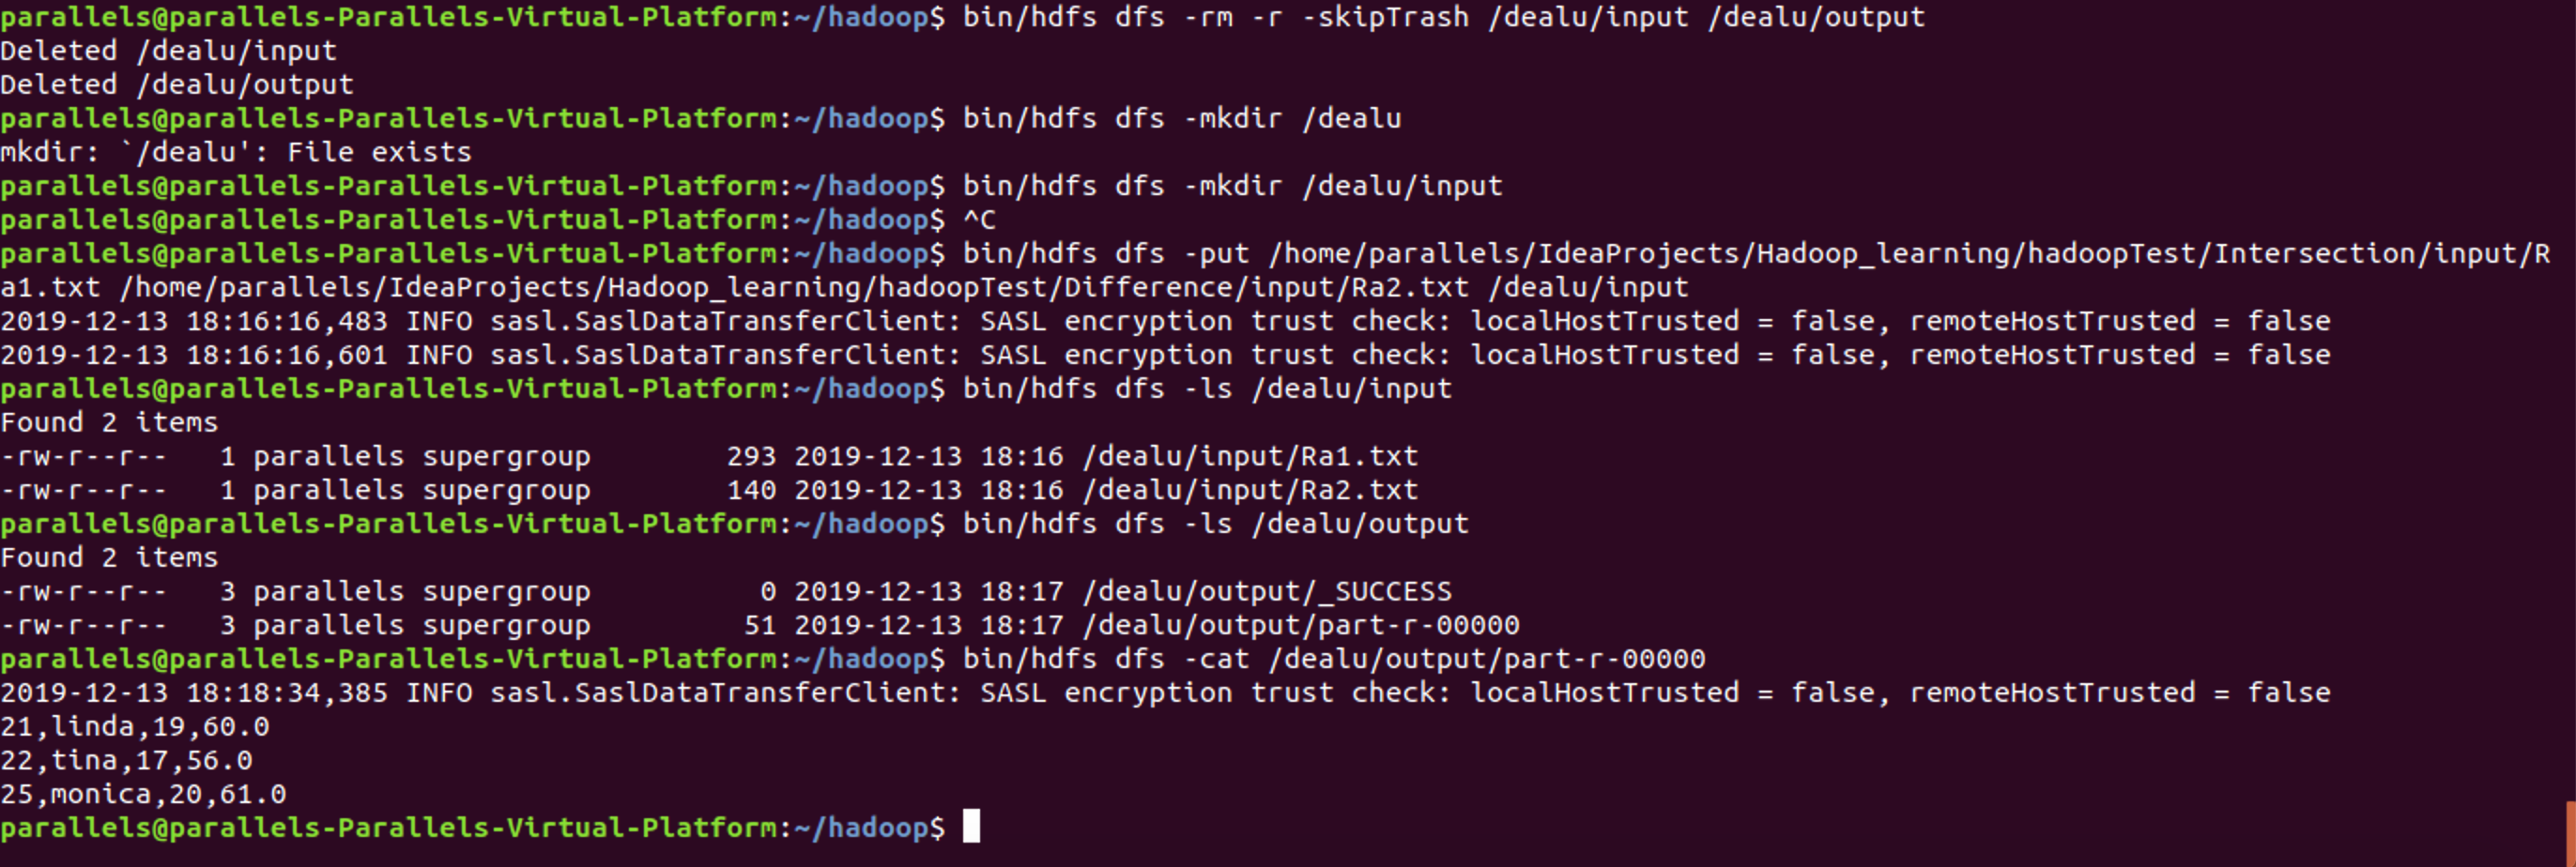 parallels@parallels-Parallels-Virtual-Platform:~/hadoop$ bin/hdfs dfs -rm -r -skipTrash /dealu/input /dealu/output
Deleted /dealu/input
Deleted /dealu/output
parallels@parallels-Parallels-Virtual-Platform:~/hadoop$ bin/hdfs dfs -mkdir /dealu
mkdir: `/dealu': File exists
parallels@parallels-Parallels-Virtual-Platform:~/hadoop$ bin/hdfs dfs -mkdir /dealu/input
parallels@parallels-Parallels-Virtual-Platform:~/hadoop$ ^C
parallels@parallels-Parallels-Virtual-Platform:~/hadoop$ bin/hdfs dfs -put /home/parallels/IdeaProjects/Hadoop_learning/hadoopTest/Intersection/input/R
a1.txt /home/parallels/IdeaProjects/Hadoop_learning/hadoopTest/Difference/input/Ra2.txt /dealu/input
2019-12-13 18:16:16,483 INFO sasl.SaslDataTransferClient: SASL encryption trust check: localHostTrusted = false, remoteHostTrusted = false
2019-12-13 18:16:16,601 INFO sasl.SaslDataTransferClient: SASL encryption trust check: localHostTrusted = false, remoteHostTrusted = false
parallels@parallels-Parallels-Virtual-Platform:~/hadoop$ bin/hdfs dfs -ls /dealu/input
Found 2 items
-rw-r--r--   1 parallels supergroup        293 2019-12-13 18:16 /dealu/input/Ra1.txt
-rw-r--r--   1 parallels supergroup        140 2019-12-13 18:16 /dealu/input/Ra2.txt
parallels@parallels-Parallels-Virtual-Platform:~/hadoop$ bin/hdfs dfs -ls /dealu/output
Found 2 items
-rw-r--r--   3 parallels supergroup          0 2019-12-13 18:17 /dealu/output/_SUCCESS
-rw-r--r--   3 parallels supergroup         51 2019-12-13 18:17 /dealu/output/part-r-00000
parallels@parallels-Parallels-Virtual-Platform:~/hadoop$ bin/hdfs dfs -cat /dealu/output/part-r-00000
2019-12-13 18:18:34,385 INFO sasl.SaslDataTransferClient: SASL encryption trust check: localHostTrusted = false, remoteHostTrusted = false
21,linda,19,60.0
22,tina,17,56.0
25,monica,20,61.0
parallels@parallels-Parallels-Virtual-Platform:~/hadoop$